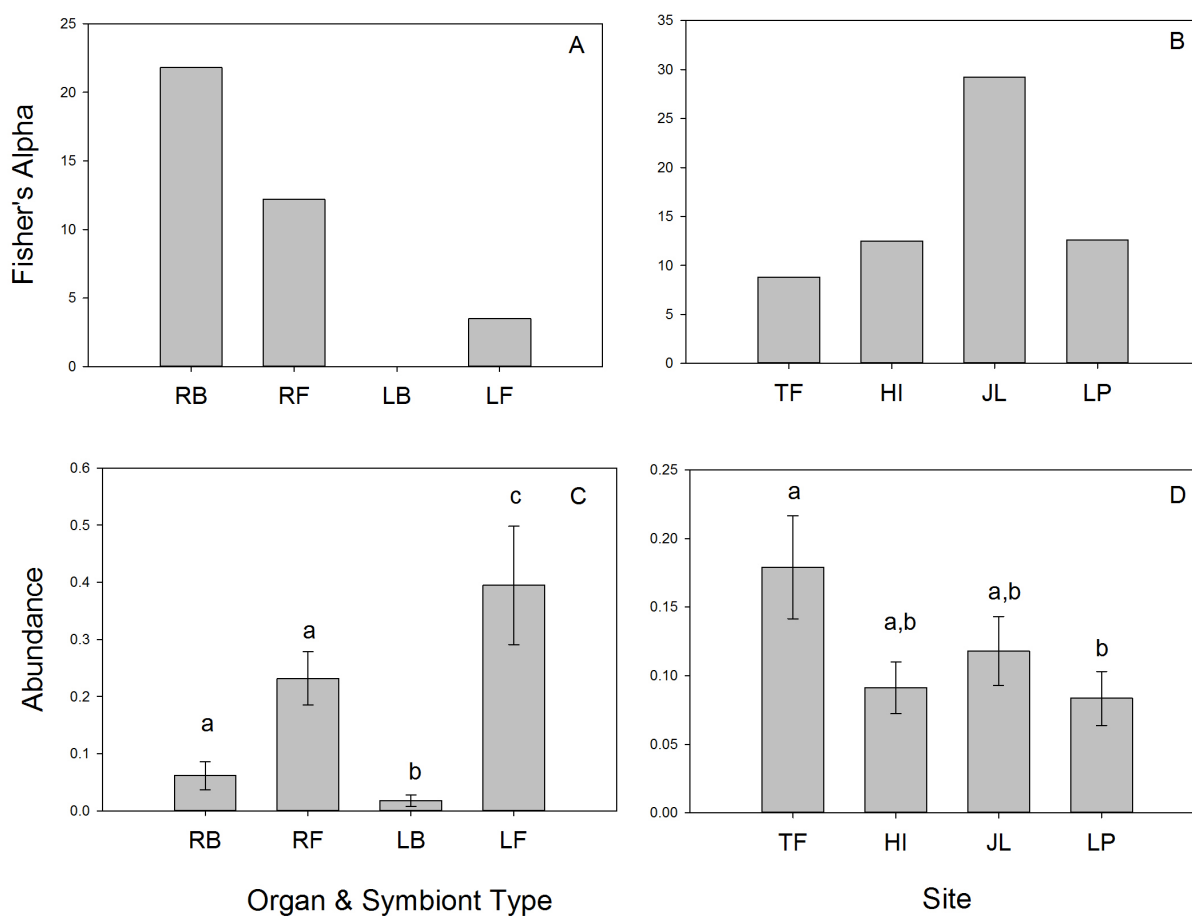 A
Fisher's Alpha
25
20
15
10
5
0
RB RF LB LF
B
35
30
25
20
15
10
5
0
TF HI JL LP
C
Abundance
0.6
0.5
0.4
0.3
0.2
0.1
0.0
a a b c
RB RF LB LF
Organ & Symbiont Type
D
0.25
0.20
0.15
0.10
0.05
0.00
a a,b a,b b
TF HI JL LP
Site